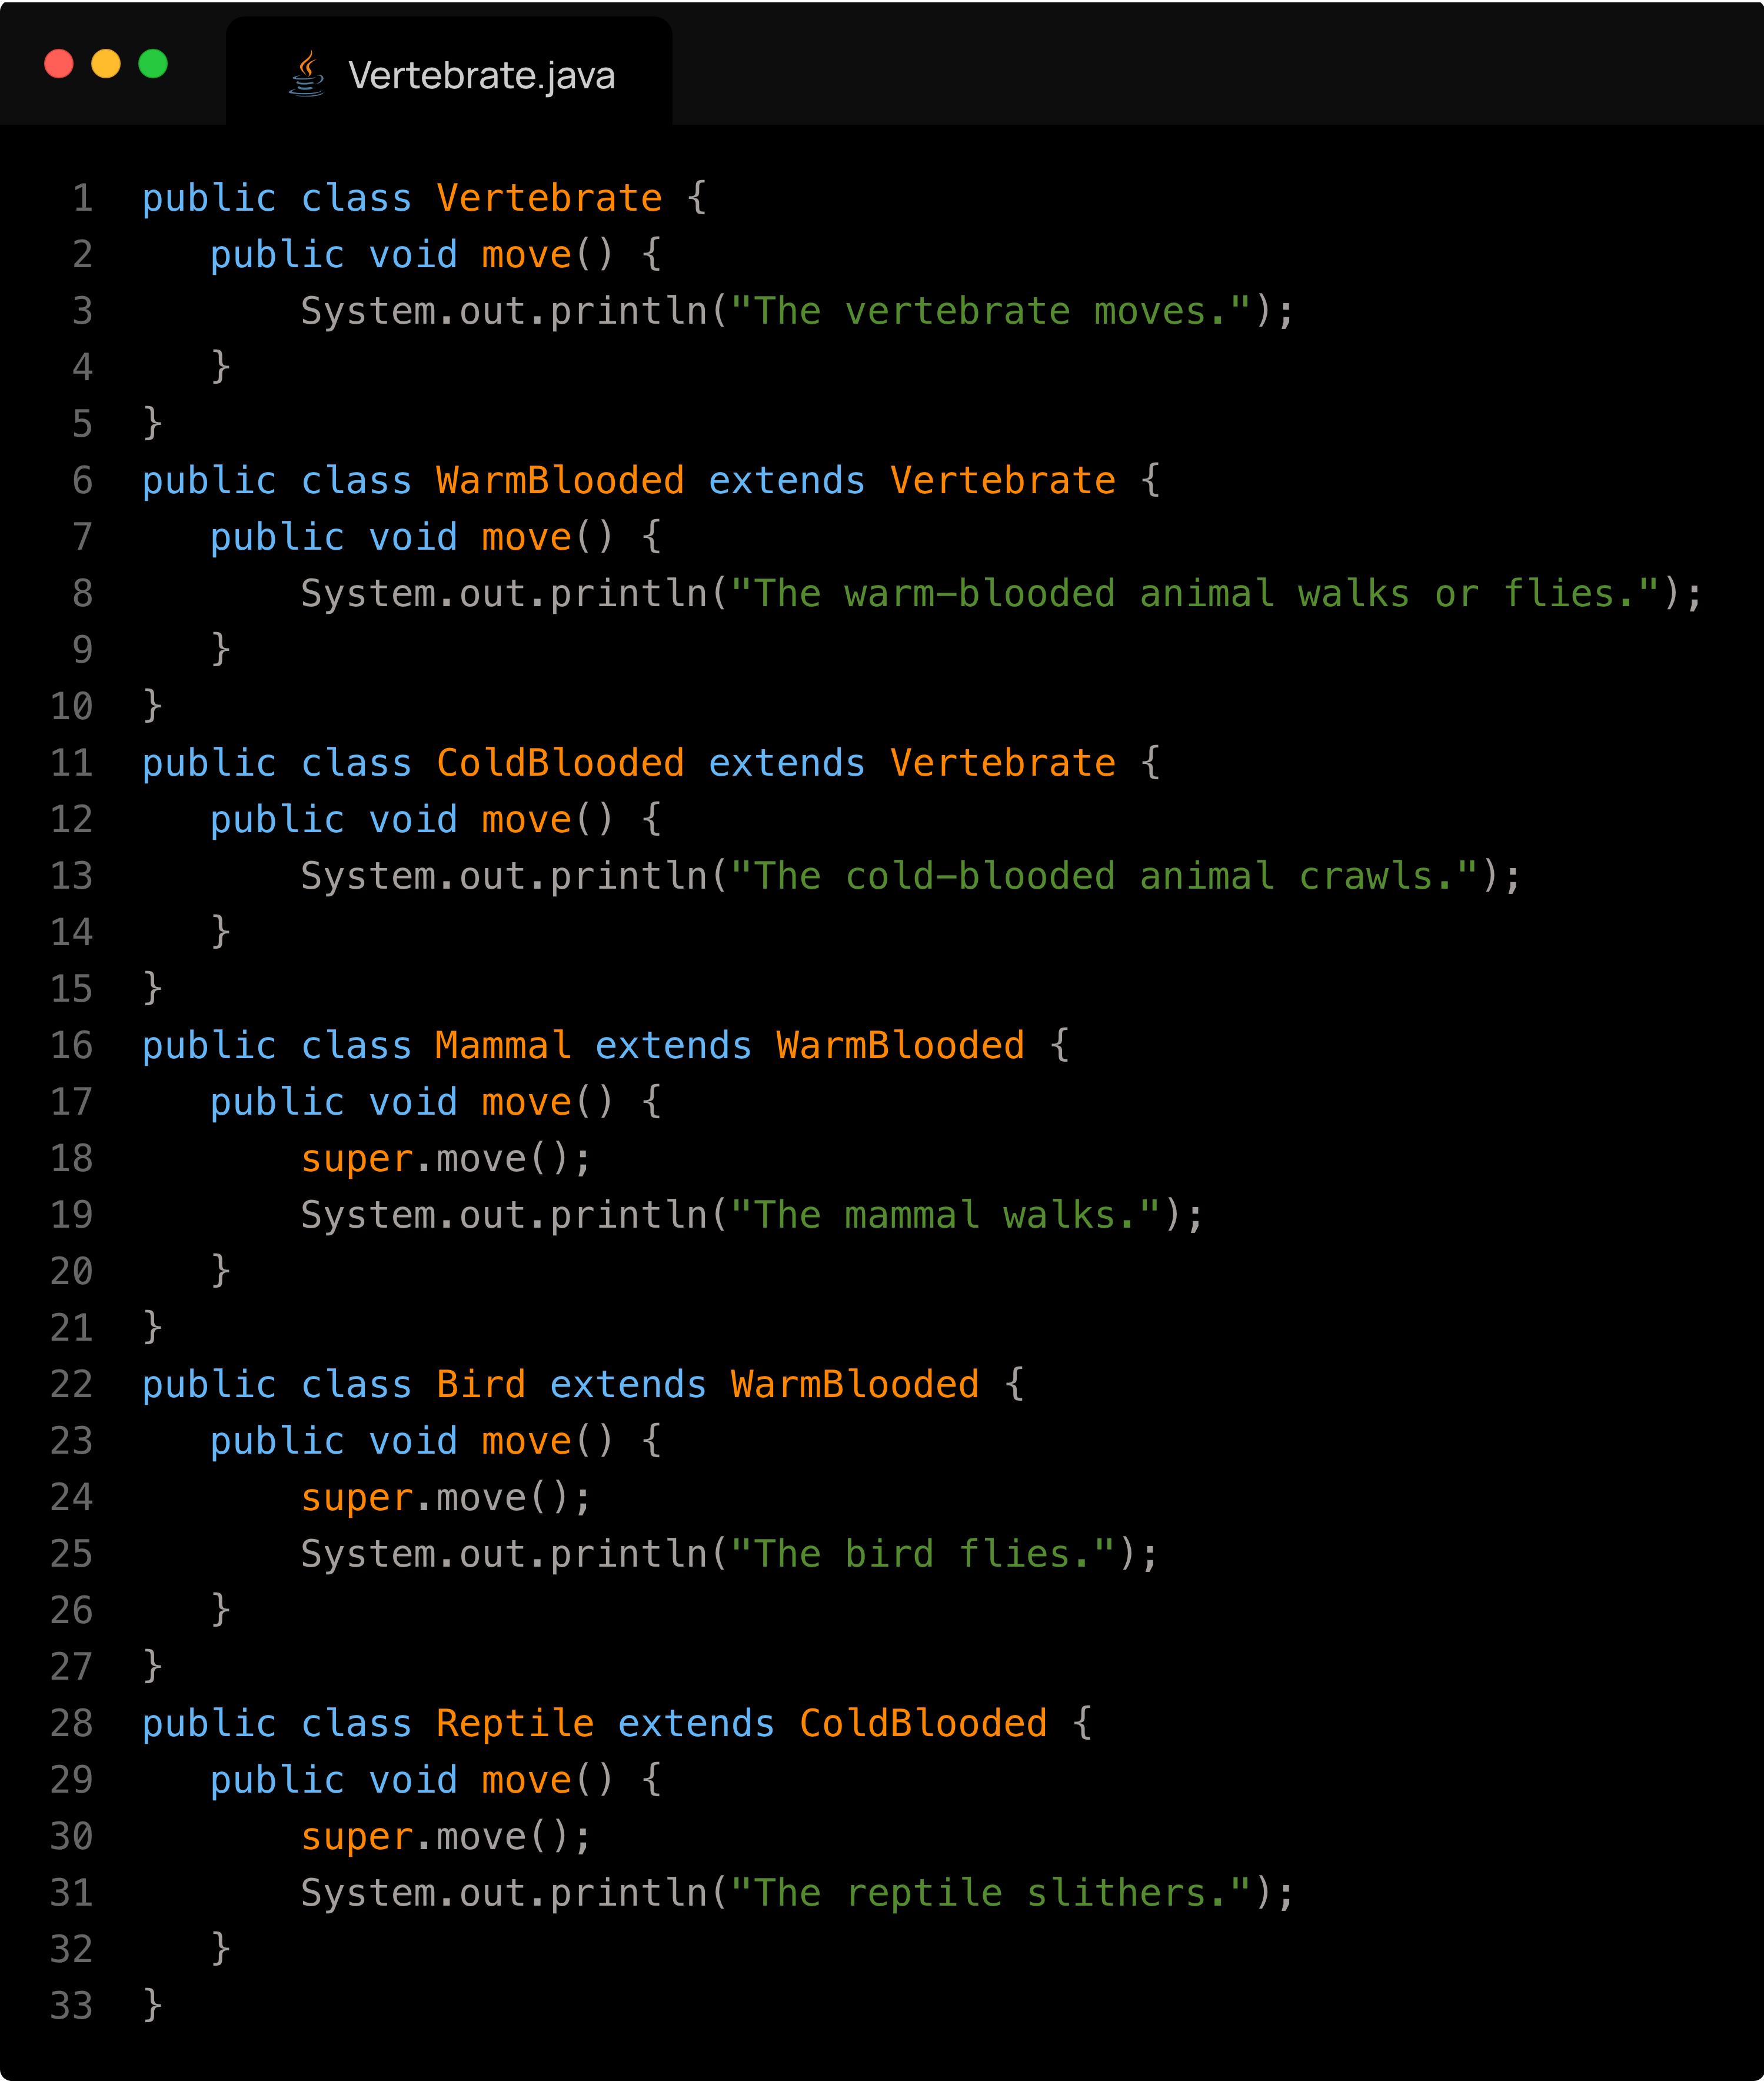 Vertebrate.java
1 public class Vertebrate {
2 public void move() {
3 System.out.println("The vertebrate moves.");
4 }
5 }
6 public class WarmBlooded extends Vertebrate {
7 public void move() {
8 System.out.println("The warm-blooded animal walks or flies.");
9 }
10 }
11 public class ColdBlooded extends Vertebrate {
12 public void move() {
13 System.out.println("The cold-blooded animal crawls.");
14 }
15 }
16 public class Mammal extends WarmBlooded {
17 public void move() {
18 super.move();
19 System.out.println("The mammal walks.");
20 }
21 }
22 public class Bird extends WarmBlooded {
23 public void move() {
24 super.move();
25 System.out.println("The bird flies.");
26 }
27 }
28 public class Reptile extends ColdBlooded {
29 public void move() {
30 super.move();
31 System.out.println("The reptile slithers.");
32 }
33 }